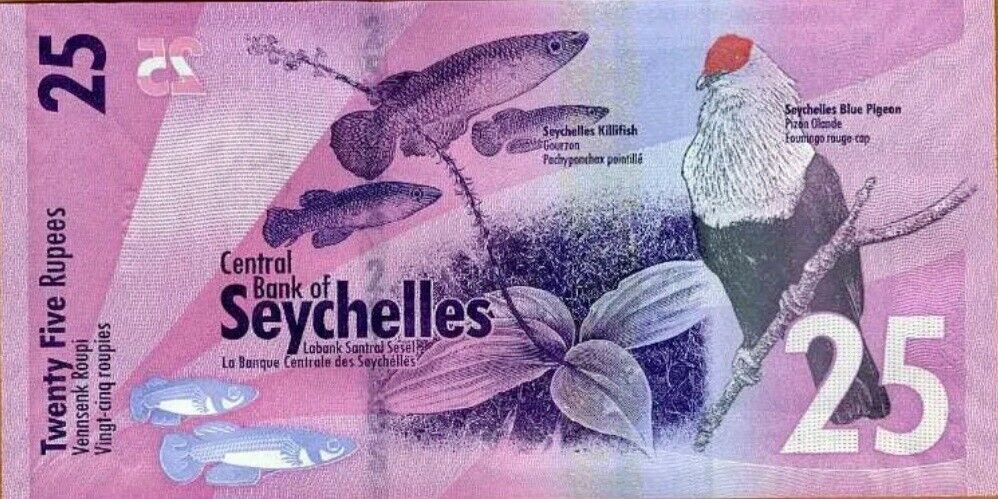 25
25
Seychelles Killifish
Gourzon
Pachypanchax pointillé
Seychelles Blue Pigeon
Pizon Olande
Founingo rouge cap
Central
Bank of
Seychelles
Labank Santral Sesel
La Banque Centrale des Seychelles
Twenty Five Rupees
Vennsenk Roupi
Vingt-cinq roupies
25